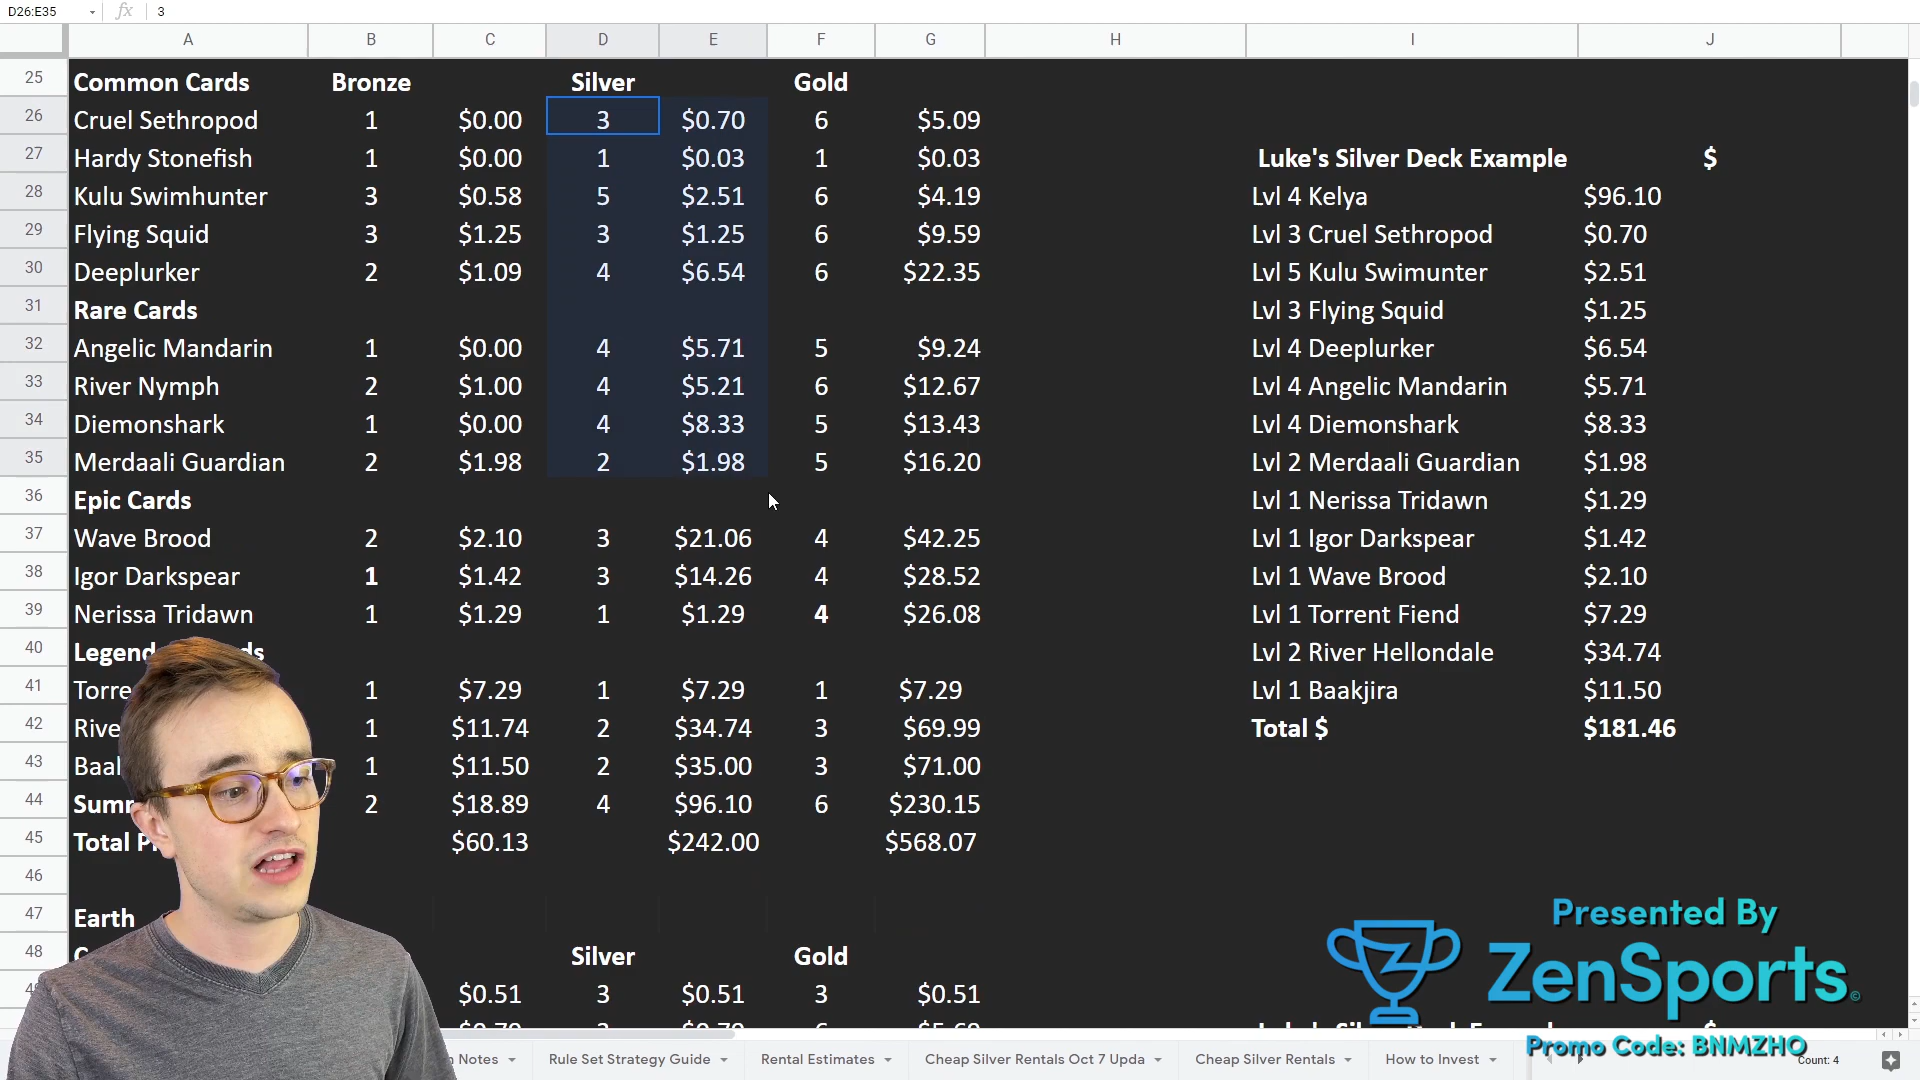 D26:E35 fx 3
A B C D E F G H I J
25 Common Cards Bronze Silver Gold
26 Cruel Sethropod 1 $0.00 3 $0.70 6 $5.09
27 Hardy Stonefish 1 $0.00 1 $0.03 1 $0.03 Luke's Silver Deck Example $
28 Kulu Swimhunter 3 $0.58 5 $2.51 6 $4.19 Lvl 4 Kelya $96.10
29 Flying Squid 3 $1.25 3 $1.25 6 $9.59 Lvl 3 Cruel Sethropod $0.70
30 Deeplurker 2 $1.09 4 $6.54 6 $22.35 Lvl 5 Kulu Swimunter $2.51
31 Rare Cards Lvl 3 Flying Squid $1.25
32 Angelic Mandarin 1 $0.00 4 $5.71 5 $9.24 Lvl 4 Deeplurker $6.54
33 River Nymph 2 $1.00 4 $5.21 6 $12.67 Lvl 4 Angelic Mandarin $5.71
34 Diemonshark 1 $0.00 4 $8.33 5 $13.43 Lvl 4 Diemonshark $8.33
35 Merdaali Guardian 2 $1.98 2 $1.98 5 $16.20 Lvl 2 Merdaali Guardian $1.98
36 Epic Cards Lvl 1 Nerissa Tridawn $1.29
37 Wave Brood 2 $2.10 3 $21.06 4 $42.25 Lvl 1 Igor Darkspear $1.42
38 Igor Darkspear 1 $1.42 3 $14.26 4 $28.52 Lvl 1 Wave Brood $2.10
39 Nerissa Tridawn 1 $1.29 1 $1.29 4 $26.08 Lvl 1 Torrent Fiend $7.29
40 Lvl 2 River Hellondale $34.74
41 1 $7.29 1 $7.29 1 $7.29 Lvl 1 Baakjira $11.50
42 1 $11.74 2 $34.74 3 $69.99 Total $ $181.46
43 1 $11.50 2 $35.00 3 $71.00
44 2 $18.89 4 $96.10 6 $230.15
45 Total $60.13 $242.00 $568.07
46
47 Earth
48 Silver Gold
$0.51 3 $0.51 3 $0.51
Presented By
ZenSports
Promo Code: BNMZHO
Notes Rule Set Strategy Guide Rental Estimates Cheap Silver Rentals Oct 7 Upda Cheap Silver Rentals How to Invest Count: 4